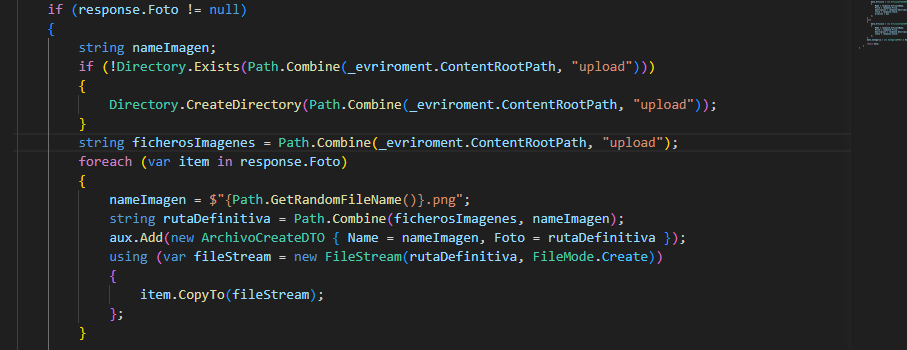 if (response.Foto != null)
{
string nameImagen;
if (!Directory.Exists(Path.Combine(_evriroment.ContentRootPath, "upload")))
{
Directory.CreateDirectory(Path.Combine(_evriroment.ContentRootPath, "upload"));
}
string ficherosImagenes = Path.Combine(_evriroment.ContentRootPath, "upload");
foreach (var item in response.Foto)
{
nameImagen = $"{Path.GetRandomFileName()}.png";
string rutaDefinitiva = Path.Combine(ficherosImagenes, nameImagen);
aux.Add(new ArchivoCreateDTO { Name = nameImagen, Foto = rutaDefinitiva });
using (var fileStream = new FileStream(rutaDefinitiva, FileMode.Create))
{
item.CopyTo(fileStream);
};
}